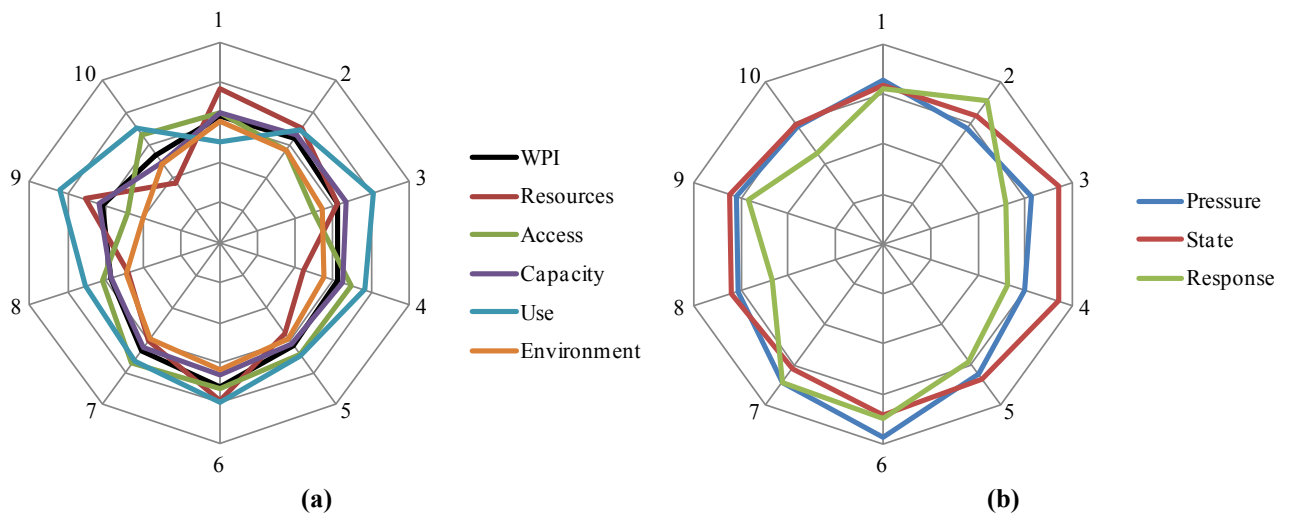 1
2
3
4
5
6
7
8
9
10
WPI
Resources
Access
Capacity
Use
Environment
(a)
1
2
3
4
5
6
7
8
9
10
Pressure
State
Response
(b)